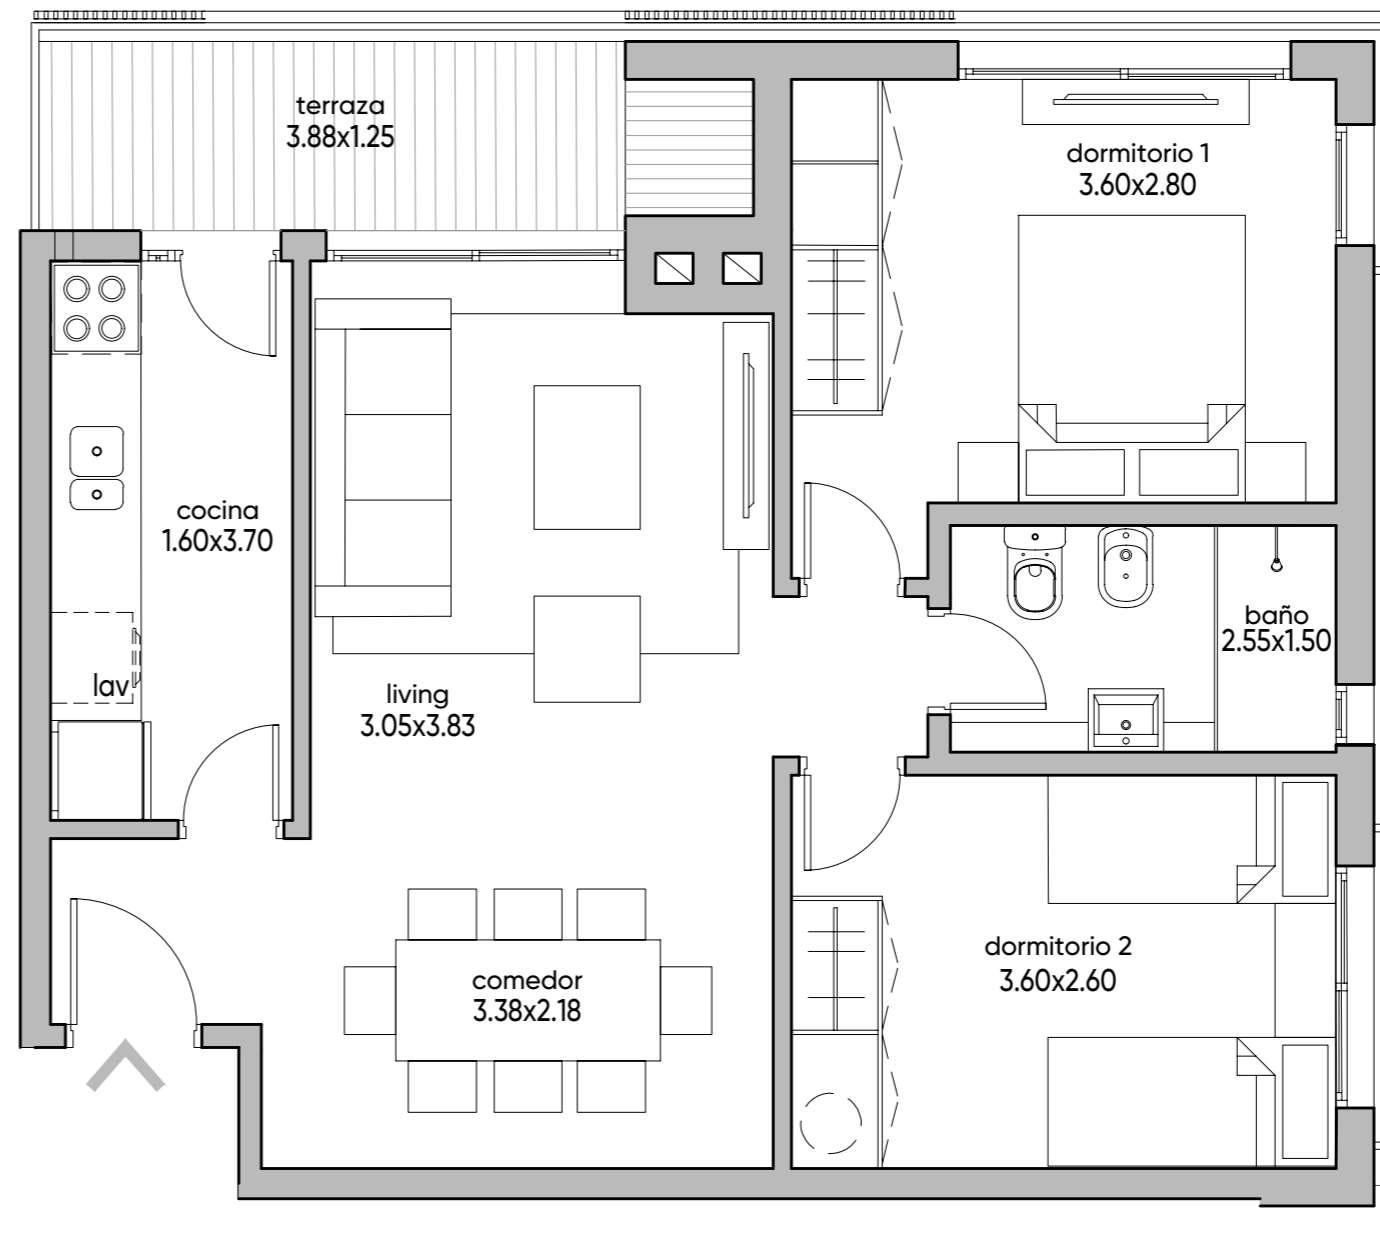 terraza
3.88x1.25
dormitorio 1
3.60x2.80
cocina
1.60x3.70
baño
2.55x1.50
lav
living
3.05x3.83
comedor
3.38x2.18
dormitorio 2
3.60x2.60